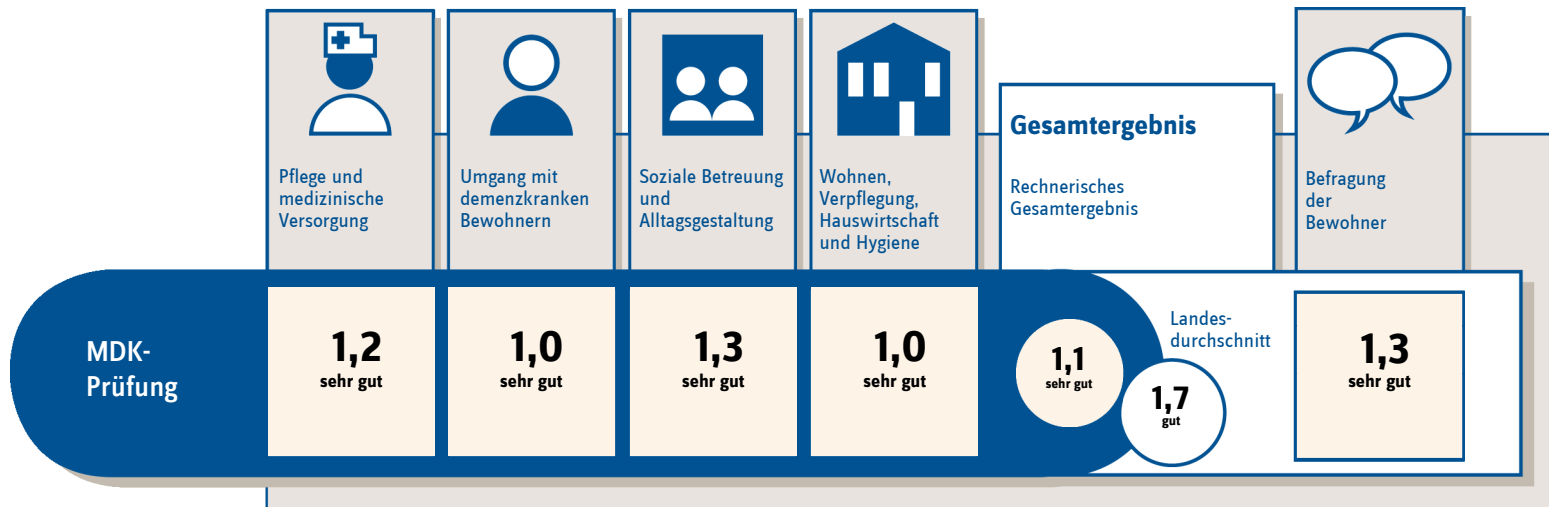 Pflege und
medizinische
Versorgung
Umgang mit
demenzkranken
Bewohnern
Soziale Betreuung
und
Alltagsgestaltung
Wohnen,
Verpflegung,
Hauswirtschaft
und Hygiene
Gesamtergebnis
Rechnerisches
Gesamtergebnis
Befragung
der
Bewohner
MDK-
Prüfung
1,2
sehr gut
1,0
sehr gut
1,3
sehr gut
1,0
sehr gut
1,1
sehr gut
Landes-
durchschnitt
1,7
gut
1,3
sehr gut